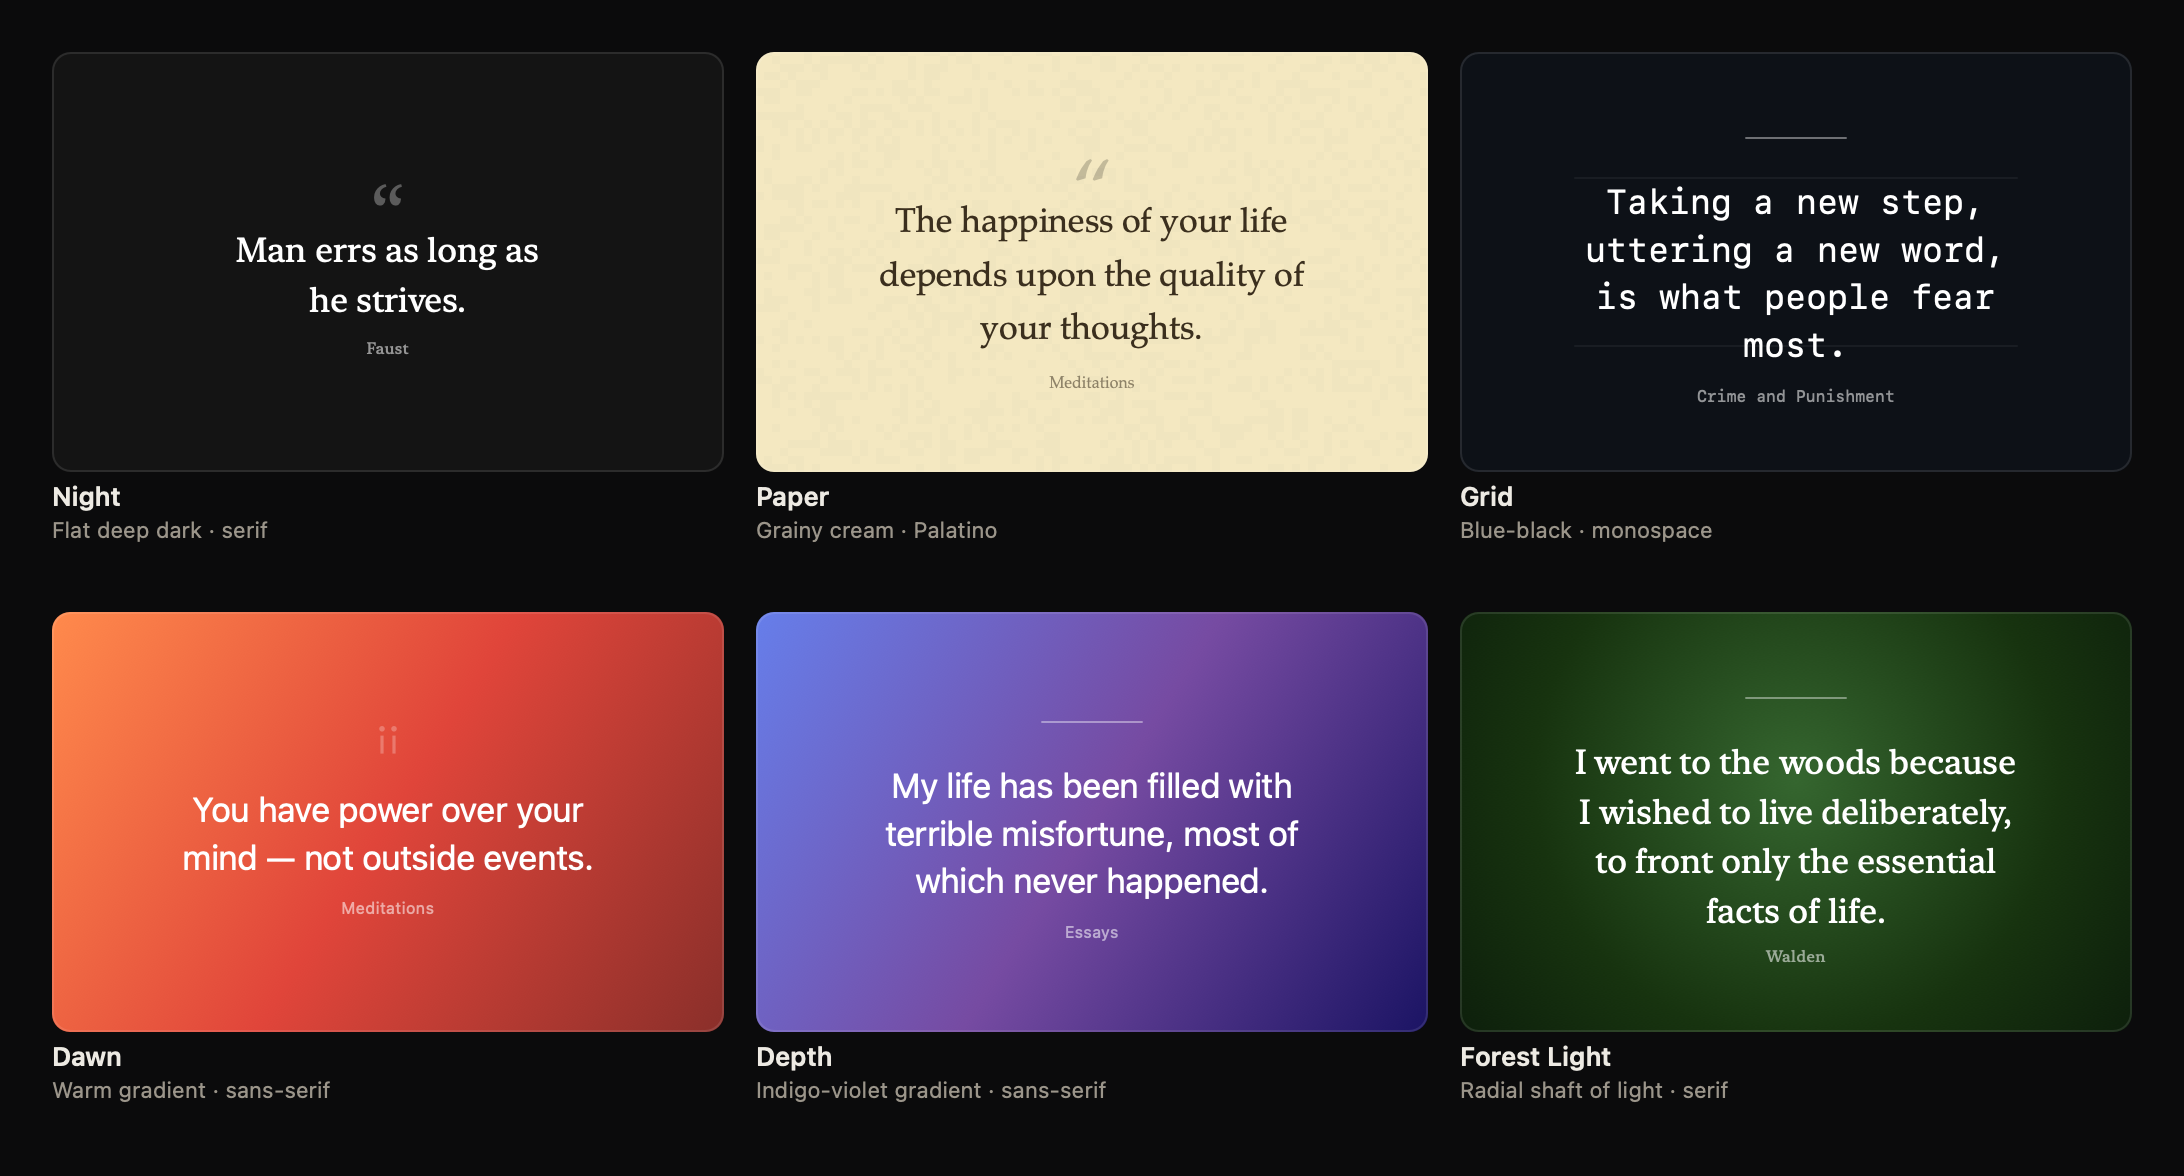 “
Man errs as long as
he strives.
Faust
Night
Flat deep dark · serif
“
The happiness of your life
depends upon the quality of
your thoughts.
Meditations
Paper
Grainy cream · Palatino
Taking a new step,
uttering a new word,
is what people fear
most.
Crime and Punishment
Grid
Blue-black · monospace
You have power over your
mind — not outside events.
Meditations
Dawn
Warm gradient · sans-serif
My life has been filled with
terrible misfortune, most of
which never happened.
Essays
Depth
Indigo-violet gradient · sans-serif
I went to the woods because
I wished to live deliberately,
to front only the essential
facts of life.
Walden
Forest Light
Radial shaft of light · serif